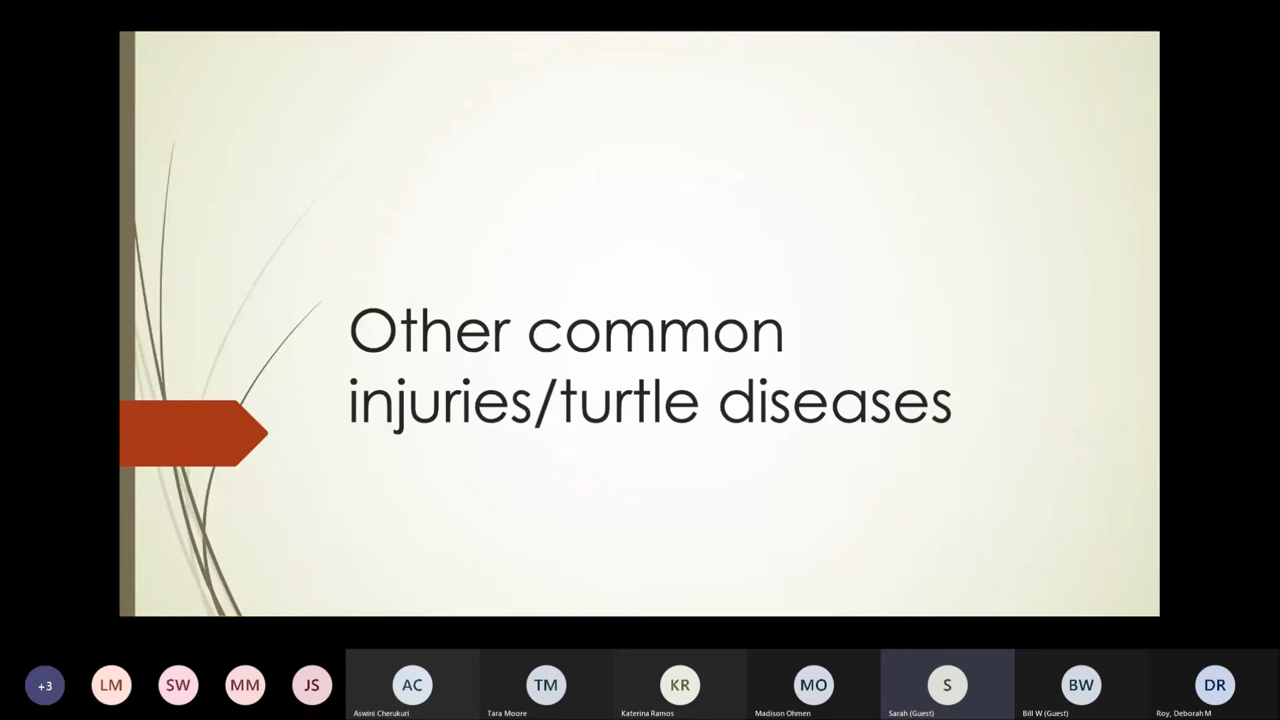 Other common
injuries/turtle diseases
+3
LM
SW
MM
JS
AC
TM
KR
MO
S
BW
DR
Aswini Cherukuri
Tara Moore
Katerina Ramos
Madison Ohmen
Sarah (Guest)
Bill W (Guest)
Roy, Deborah M